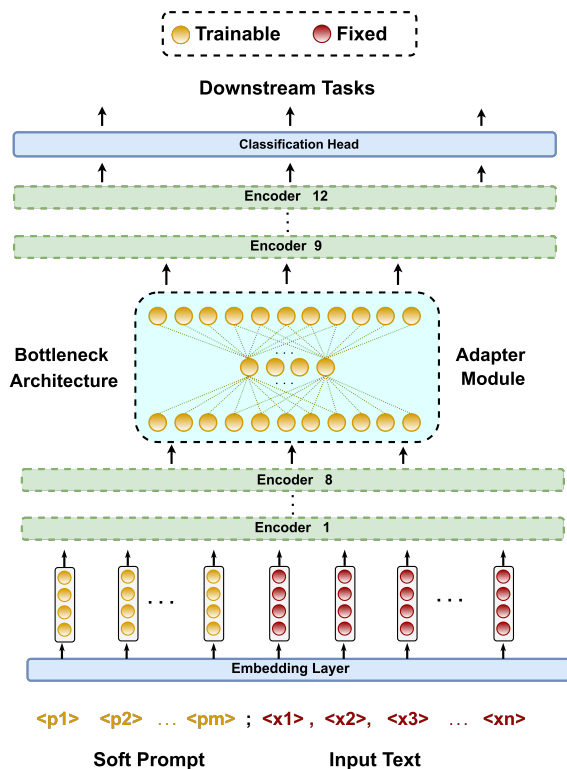 Trainable Fixed
Downstream Tasks
Classification Head
Encoder 12
Encoder 9
Bottleneck Architecture
Adapter Module
Encoder 8
Encoder 1
Embedding Layer
<p1> <p2> ... <pm> ; <x1> , <x2>, <x3> ... <xn>
Soft Prompt Input Text